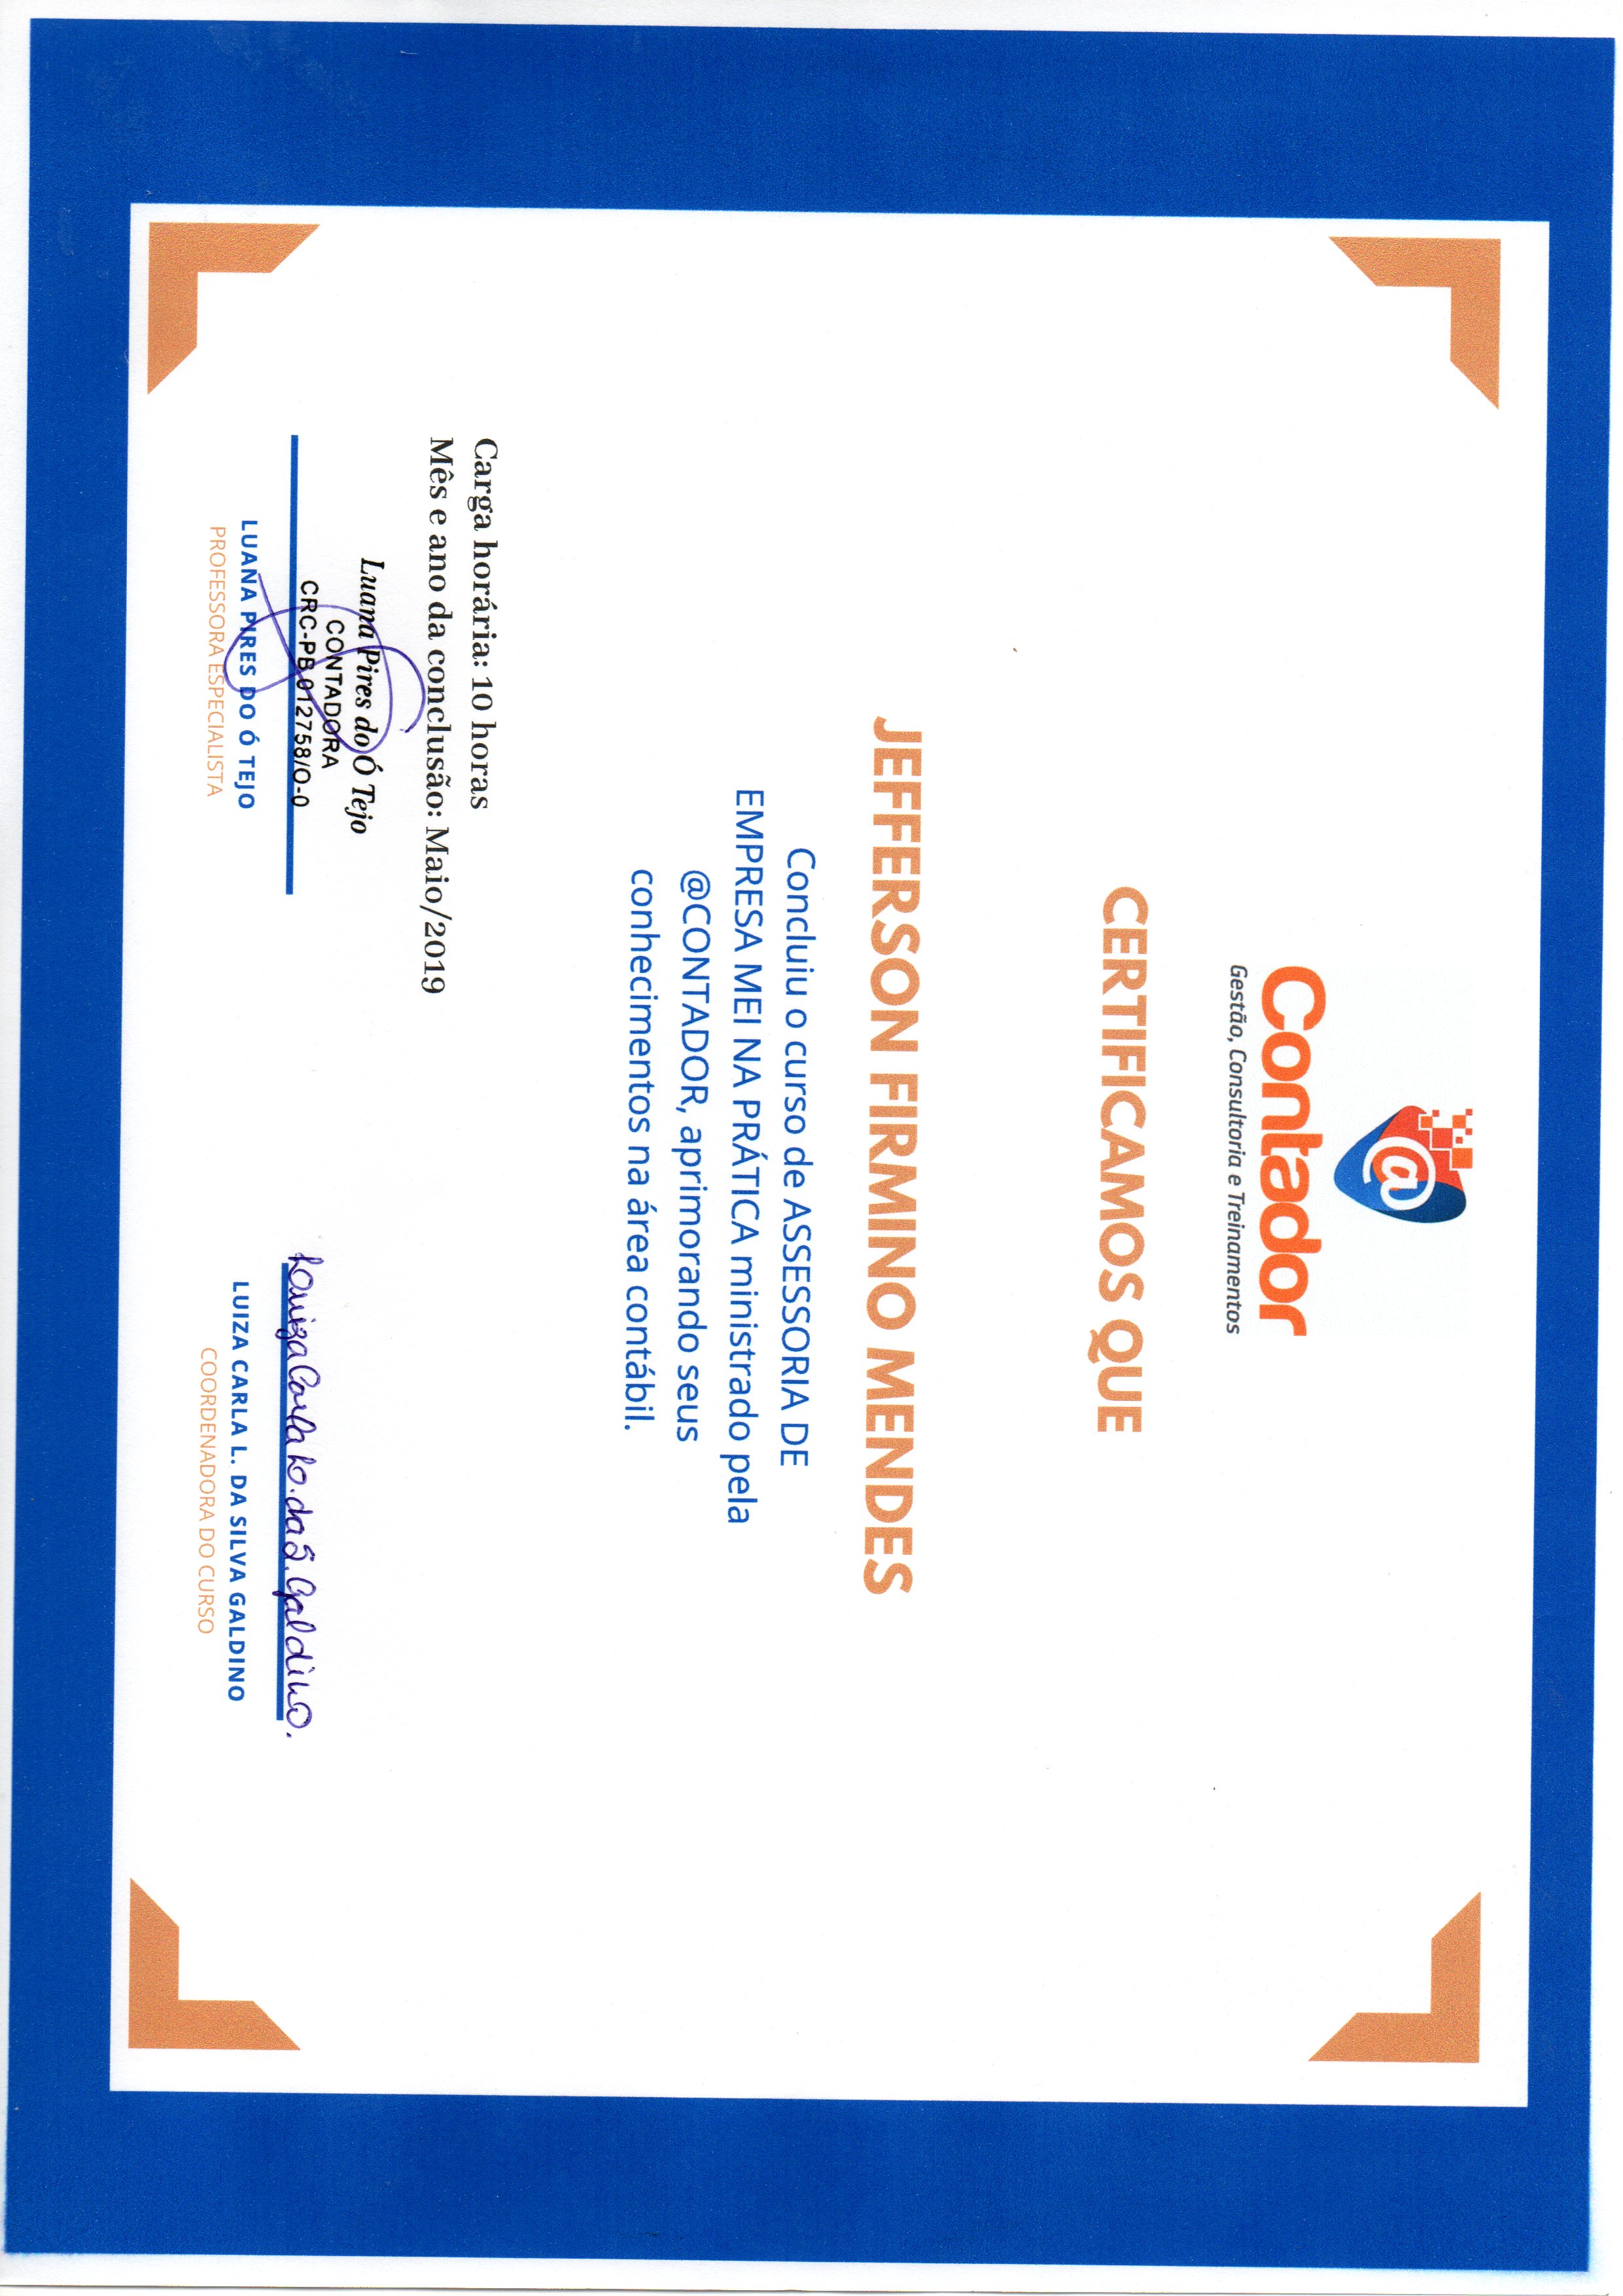 @
Contador
Gestão, Consultoria e Treinamentos
CERTIFICAMOS QUE
JEFFERSON FIRMINO MENDES
Concluiu o curso de ASSESSORIA DE
EMPRESA MEI NA PRÁTICA ministrado pela
@CONTADOR, aprimorando seus
conhecimentos na área contábil.
Carga horária: 10 horas
Mês e ano da conclusão: Maio/2019
Luana Pires do Ó Tejo
CONTADORA
CRC-PB 012758/O-0
LUANA PIRES DO Ó TEJO
PROFESSORA ESPECIALISTA
Luiza Carla L. da S. Galdino.
LUIZA CARLA L. DA SILVA GALDINO
COORDENADORA DO CURSO